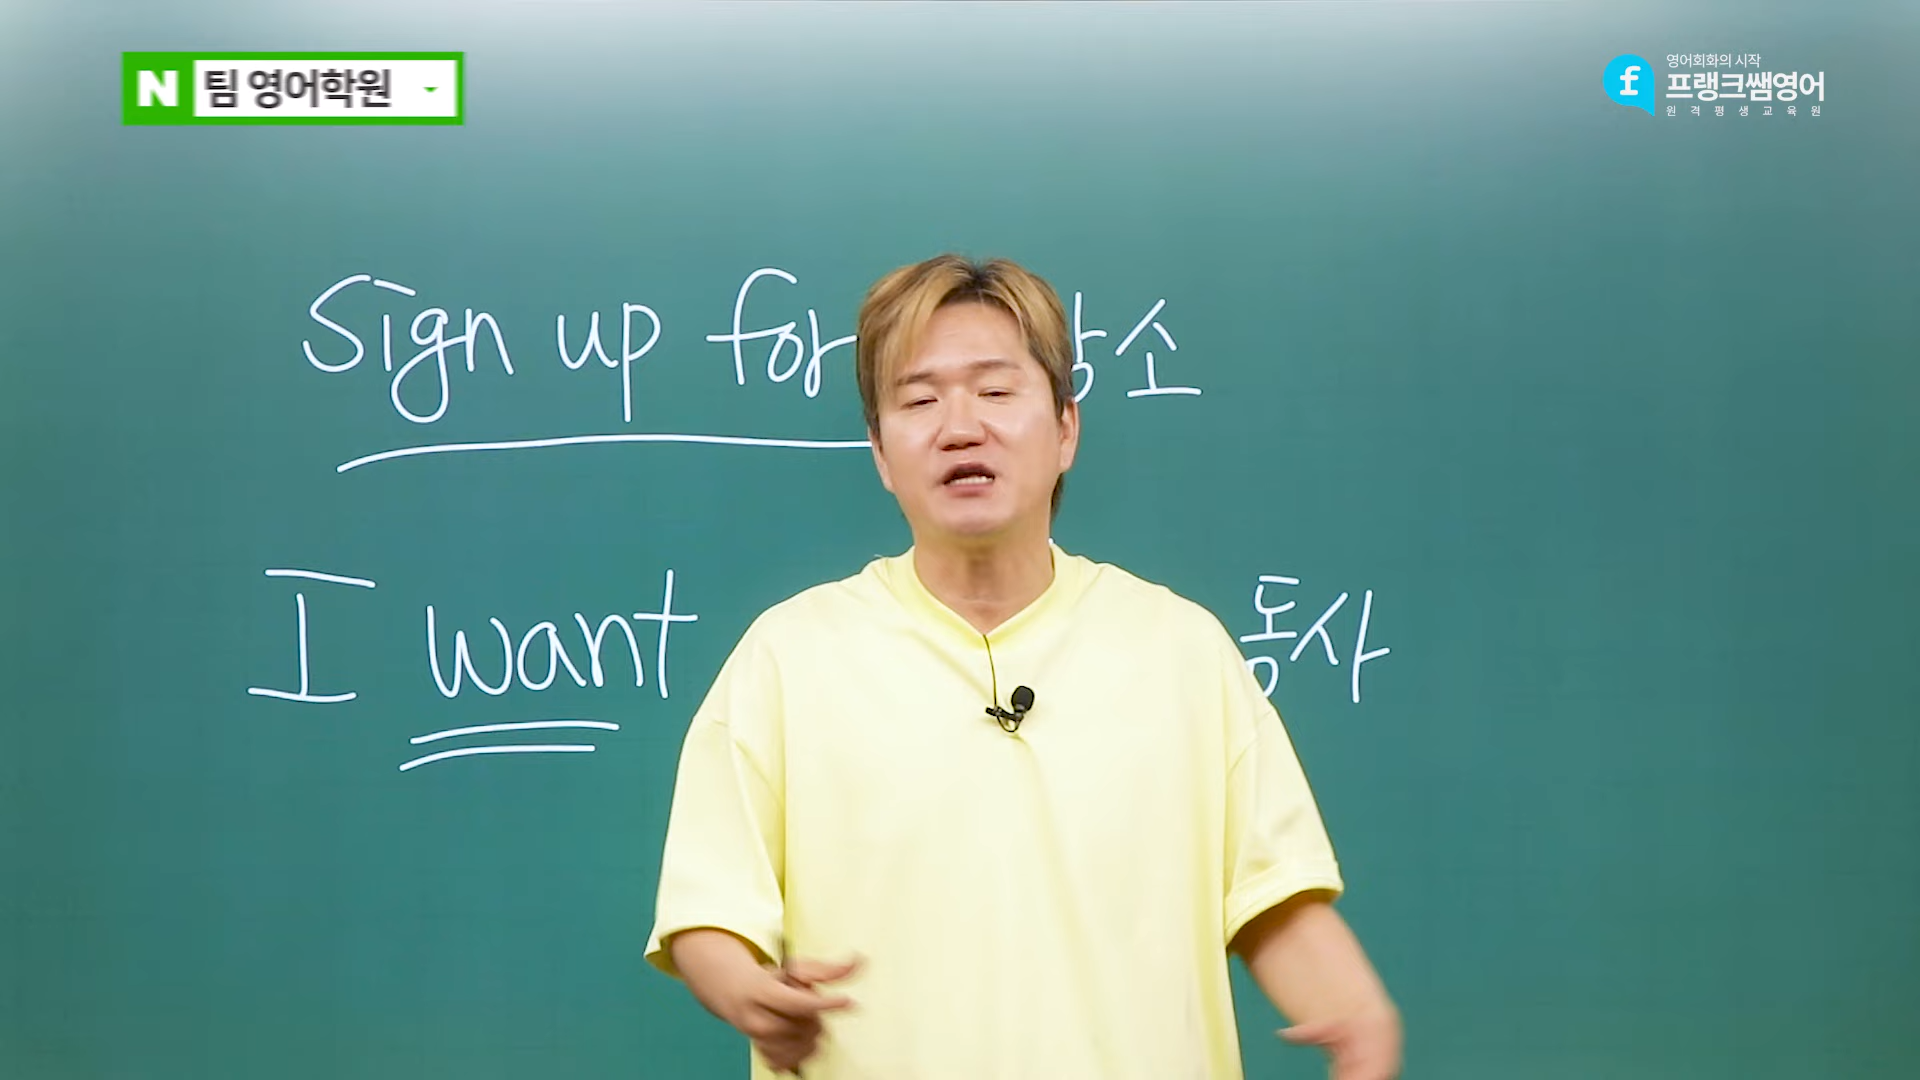 N 팀 영어학원
영어회화의 시작
프랭크쌤영어
원격평생교육원
Sign up for
소
I want
동사